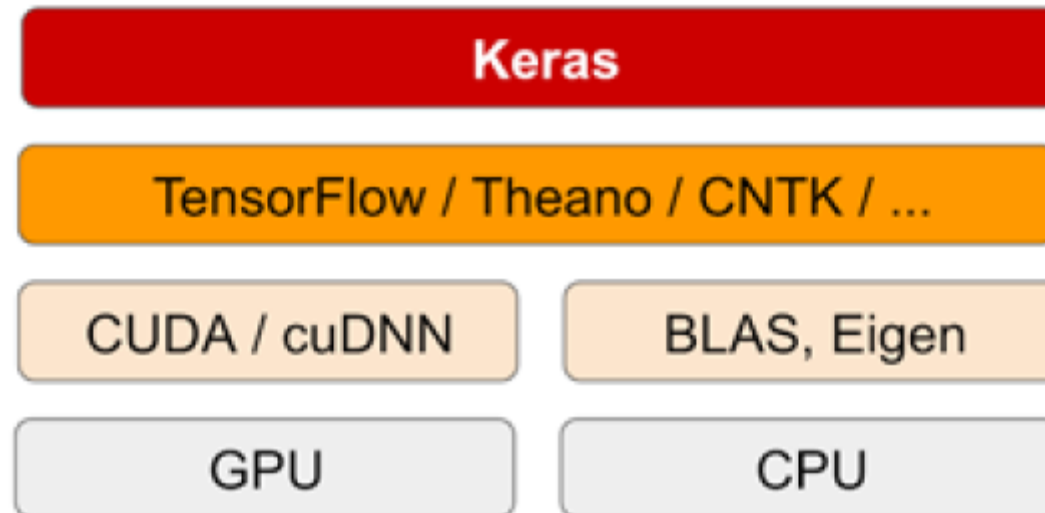 Keras
TensorFlow / Theano / CNTK / ...
CUDA / cuDNN
BLAS, Eigen
GPU
CPU